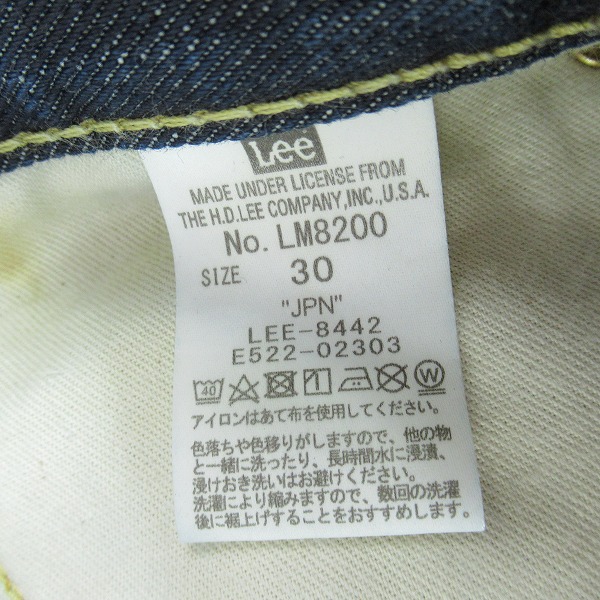 Lee
MADE UNDER LICENSE FROM
THE H.D.LEE COMPANY,INC.,U.S.A.
No. LM8200
SIZE 30
"JPN"
LEE-8442
E522-02303
40 W
アイロンはあて布を使用してください。
色落ちや色移りがしますので、他の物
と一緒に洗ったり、長時間水に浸漬、
浸けおき洗いはお避けください。
洗濯により縮みますので、数回の洗濯
後に裾上げすることをおすすめします。